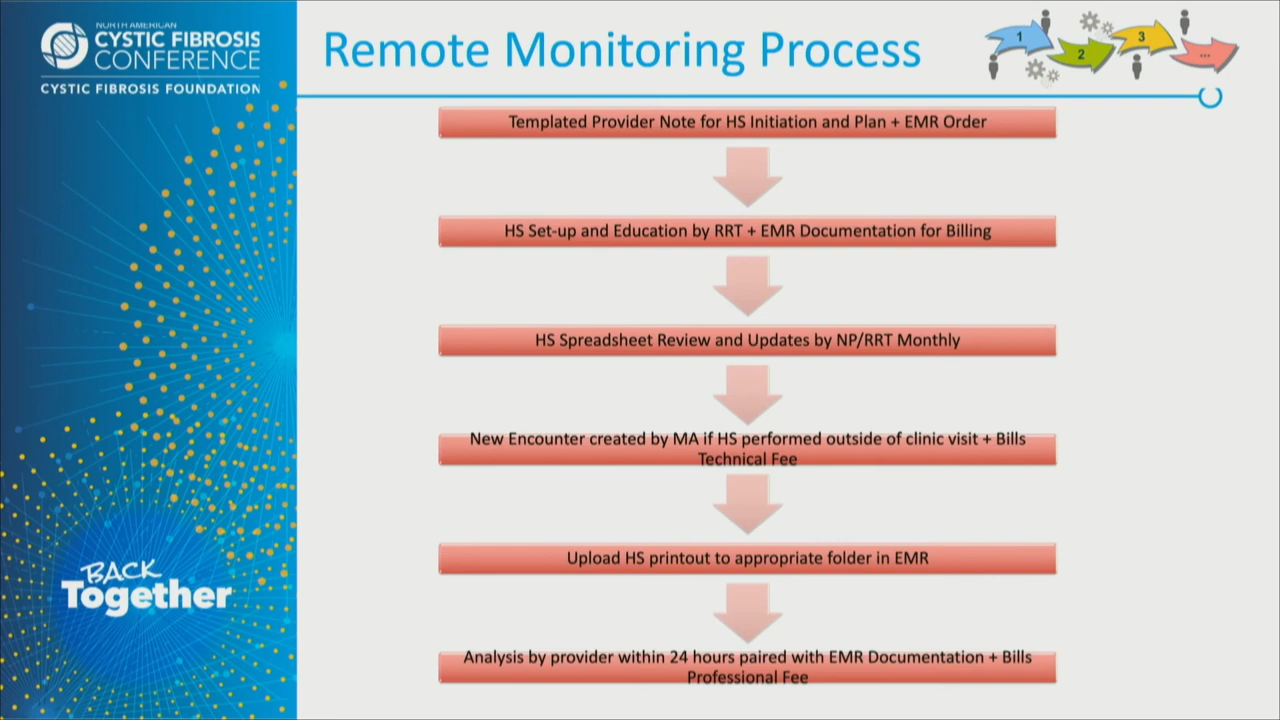 NORTH AMERICAN
CYSTIC FIBROSIS
CONFERENCE
CYSTIC FIBROSIS FOUNDATION
Remote Monitoring Process
1
2
3
...
Templated Provider Note for HS Initiation and Plan + EMR Order
HS Set-up and Education by RRT + EMR Documentation for Billing
HS Spreadsheet Review and Updates by NP/RRT Monthly
New Encounter created by MA if HS performed outside of clinic visit + Bills
Technical Fee
Upload HS printout to appropriate folder in EMR
Analysis by provider within 24 hours paired with EMR Documentation + Bills
Professional Fee
BACK
Together